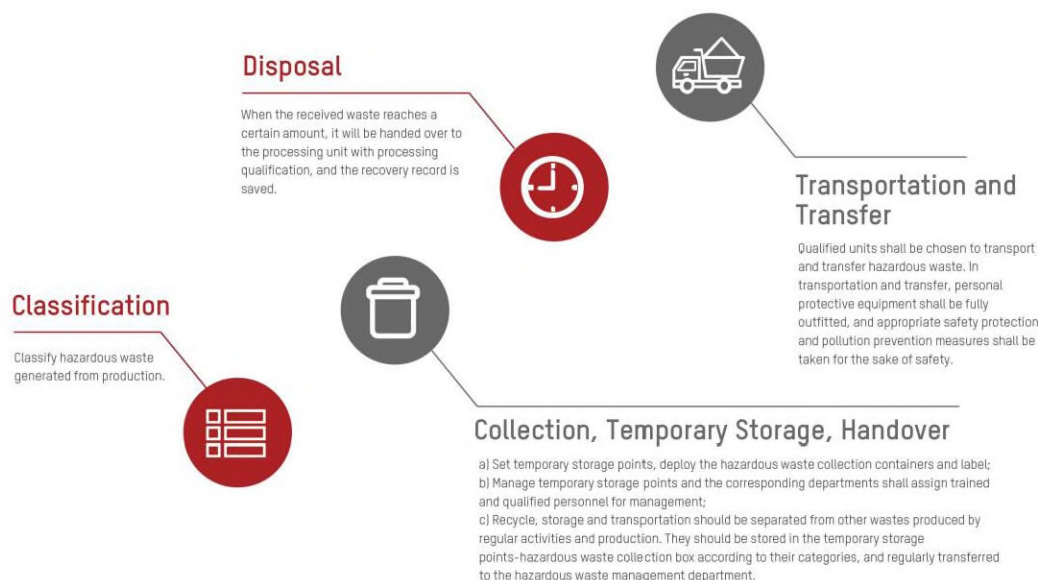 Disposal
When the received waste reaches a
certain amount, it will be handed over to
the processing unit with processing
qualification, and the recovery record is
saved.
Transportation and
Transfer
Qualified units shall be chosen to transport
and transfer hazardous waste. In
transportation and transfer, personal
protective equipment shall be fully
outfitted, and appropriate safety protection
and pollution prevention measures shall be
taken for the sake of safety.
Classification
Classify hazardous waste
generated from production.
Collection, Temporary Storage, Handover
a) Set temporary storage points, deploy the hazardous waste collection containers and label;
b) Manage temporary storage points and the corresponding departments shall assign trained
and qualified personnel for management;
c) Recycle, storage and transportation should be separated from other wastes produced by
regular activities and production. They should be stored in the temporary storage
points-hazardous waste collection box according to their categories, and regularly transferred
to the hazardous waste management department.